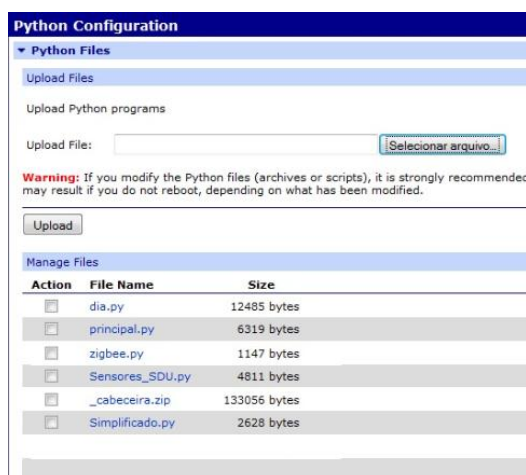 Python Configuration
▼ Python Files
Upload Files
Upload Python programs
Upload File: Selecionar arquivo...
Warning: If you modify the Python files (archives or scripts), it is strongly recommended
may result if you do not reboot, depending on what has been modified.
Upload
Manage Files
Action File Name Size
dia.py 12485 bytes
principal.py 6319 bytes
zigbee.py 1147 bytes
Sensores_SDU.py 4811 bytes
_cabeceira.zip 133056 bytes
Simplificado.py 2628 bytes